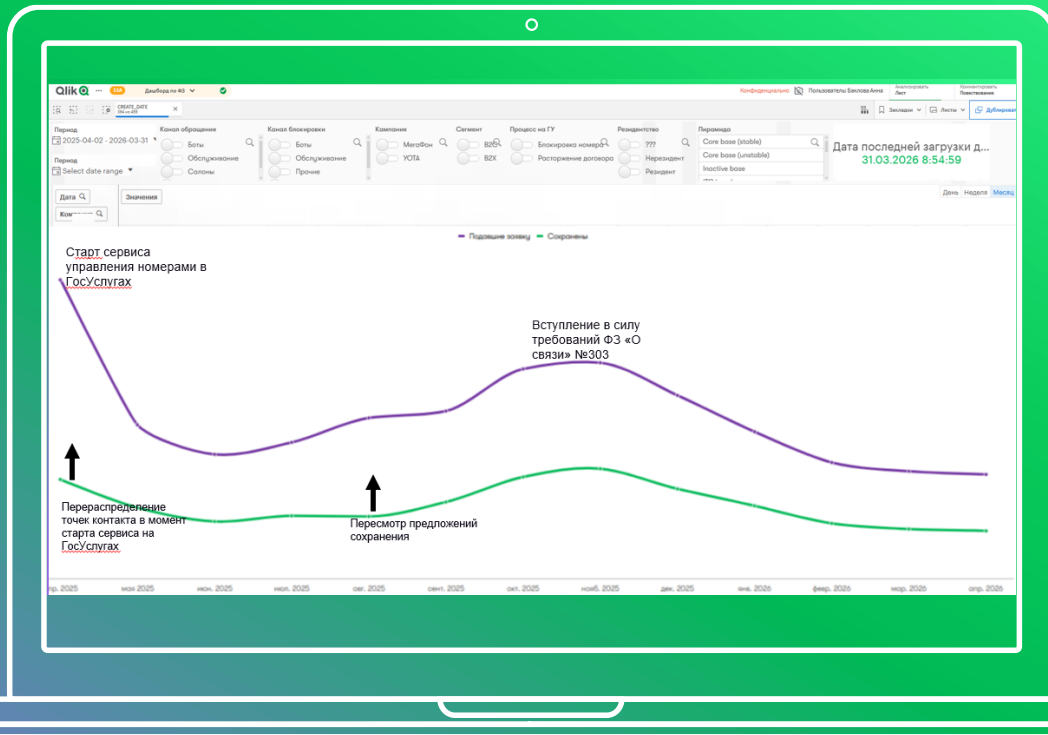 Qlik
Дашборд по 4G
Конфиденциально
Пользователь: Баклова Анна
Анализировать
Лист
Комментировать
Повествование
CREATE_DATE
Закладки
Листы
Дублировать
Период
2025-04-02 - 2026-03-31
Период
Select date range
Канал обращения
Боты
Обслуживание
Салоны
Канал блокировки
Боты
Обслуживание
Прочие
Кампания
МегаФон
YOTA
Сегмент
B2C
B2X
Процесс на ГУ
Блокировка номера
Расторжение договора
Резидентство
???
Нерезидент
Резидент
Пирамида
Core base (stable)
Core base (unstable)
Inactive base
Дата последней загрузки д...
31.03.2026 8:54:59
Дата
Значения
День Неделя Месяц
Подавшие заявку Сохранены
Старт сервиса
управления номерами в
ГосУслугах
Вступление в силу
требований ФЗ «О
связи» №303
Перераспределение
точек контакта в момент
старта сервиса на
ГосУслугах
Пересмотр предложений
сохранения
пр. 2025 мая 2025 июн. 2025 июл. 2025 авг. 2025 сент. 2025 окт. 2025 нояб. 2025 дек. 2025 янв. 2026 февр. 2026 мар. 2026 апр. 2026